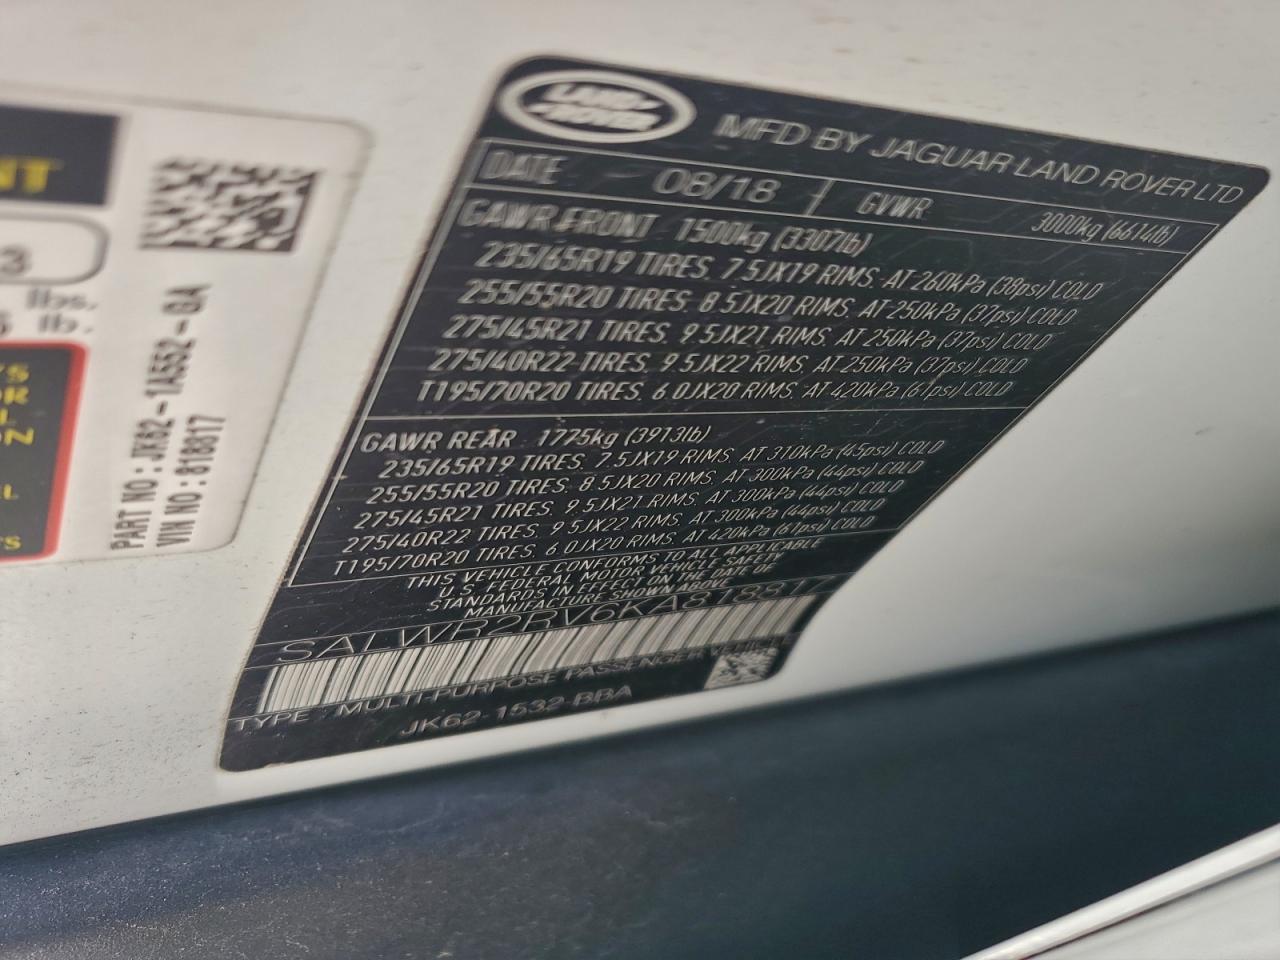 NT
3
lbs.
lb.
PART NO : JK62-1A552-BA
VIN NO : 818817
LAND ROVER
MFD BY JAGUAR LAND ROVER LTD
DATE 08/18 GVWR 3000kg (6614lb)
GAWR FRONT 1500kg (3307lb)
235/65R19 TIRES, 7.5JX19 RIMS, AT 260kPa (38psi) COLD
255/55R20 TIRES, 8.5JX20 RIMS, AT 250kPa (37psi) COLD
275/45R21 TIRES, 9.5JX21 RIMS, AT 250kPa (37psi) COLD
275/40R22 TIRES, 9.5JX22 RIMS, AT 250kPa (37psi) COLD
T195/70R20 TIRES, 6.0JX20 RIMS, AT 420kPa (61psi) COLD
GAWR REAR 1775kg (3913lb)
235/65R19 TIRES, 7.5JX19 RIMS, AT 310kPa (45psi) COLD
255/55R20 TIRES, 8.5JX20 RIMS, AT 300kPa (44psi) COLD
275/45R21 TIRES, 9.5JX21 RIMS, AT 300kPa (44psi) COLD
275/40R22 TIRES, 9.5JX22 RIMS, AT 300kPa (44psi) COLD
T195/70R20 TIRES, 6.0JX20 RIMS, AT 420kPa (61psi) COLD
THIS VEHICLE CONFORMS TO ALL APPLICABLE
U.S. FEDERAL MOTOR VEHICLE SAFETY
STANDARDS IN EFFECT ON THE DATE OF
MANUFACTURE SHOWN ABOVE
SALWR2RV6KA818817
TYPE : MULTI-PURPOSE PASSENGER VEHICLE
JK62-1532-BBA